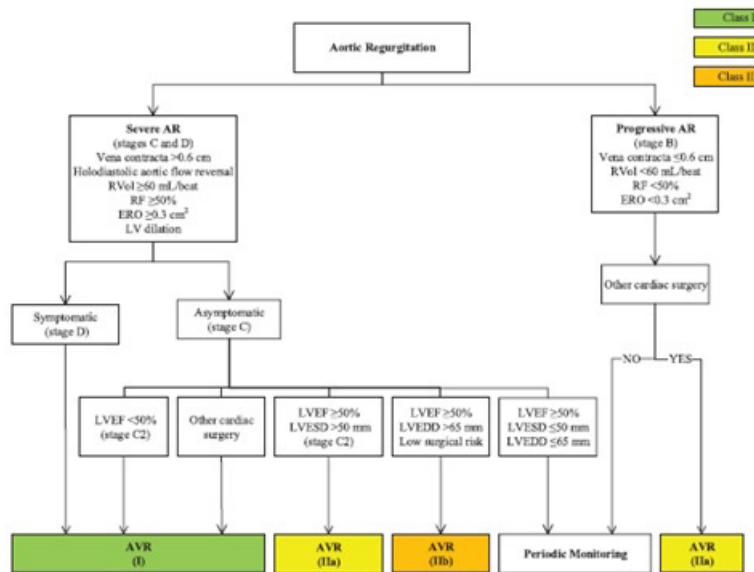 Class I
Class II
Class II
Aortic Regurgitation
Severe AR
(stages C and D)
Vena contracta >0.6 cm
Holodiastolic aortic flow reversal
RVol ≥60 mL/beat
RF ≥50%
ERO ≥0.3 cm²
LV dilation
Progressive AR
(stage B)
Vena contracta ≤0.6 cm
RVol <60 mL/beat
RF <50%
ERO <0.3 cm²
Other cardiac surgery
Symptomatic
(stage D)
Asymptomatic
(stage C)
NO
YES
LVEF <50%
(stage C2)
Other cardiac
surgery
LVEF ≥50%
LVESD >50 mm
(stage C2)
LVEF ≥50%
LVEDD >65 mm
Low surgical risk
LVEF ≥50%
LVESD ≤50 mm
LVEDD ≤65 mm
AVR
(I)
AVR
(IIa)
AVR
(IIb)
Periodic Monitoring
AVR
(IIa)